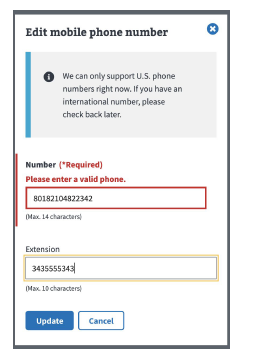 Edit mobile phone number
We can only support U.S. phone
numbers right now. If you have an
international number, please
check back later.
Number (*Required)
Please enter a valid phone.
80182104822342
(Max. 14 characters)
Extension
3435555343
(Max. 10 characters)
Update Cancel